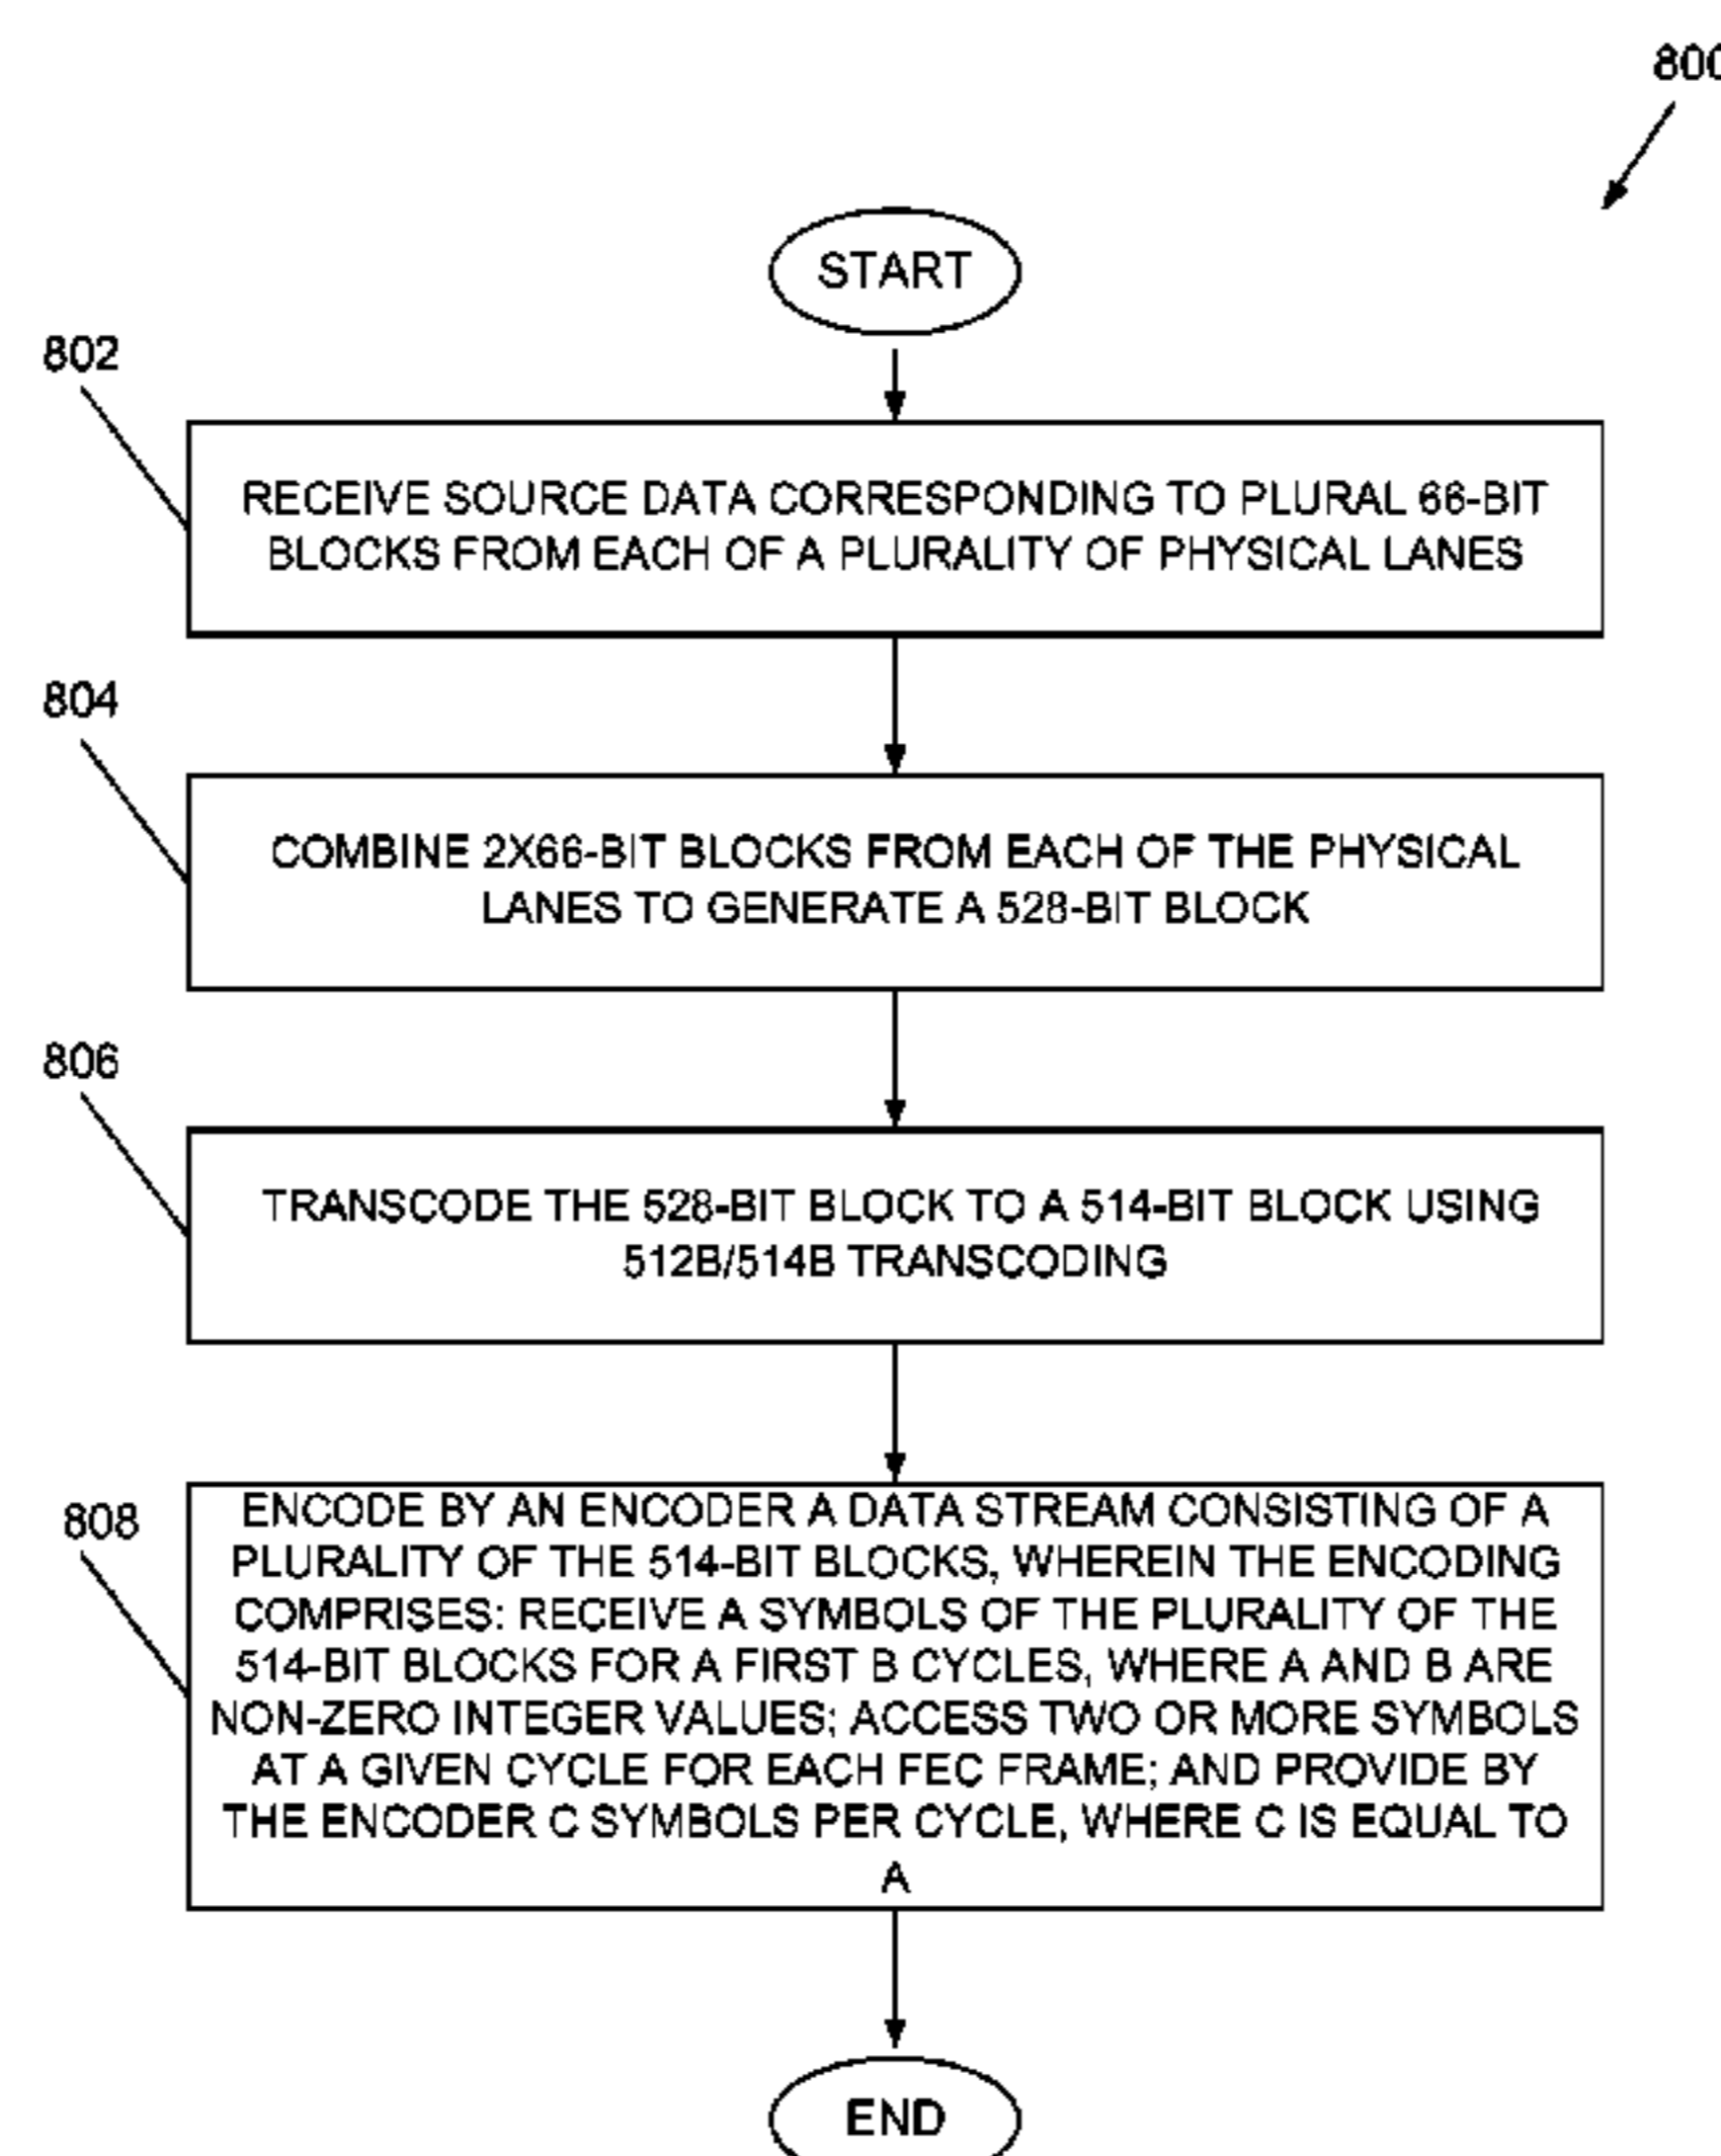 800
START
802
RECEIVE SOURCE DATA CORRESPONDING TO PLURAL 66-BIT
BLOCKS FROM EACH OF A PLURALITY OF PHYSICAL LANES
804
COMBINE 2X66-BIT BLOCKS FROM EACH OF THE PHYSICAL
LANES TO GENERATE A 528-BIT BLOCK
806
TRANSCODE THE 528-BIT BLOCK TO A 514-BIT BLOCK USING
512B/514B TRANSCODING
808
ENCODE BY AN ENCODER A DATA STREAM CONSISTING OF A
PLURALITY OF THE 514-BIT BLOCKS, WHEREIN THE ENCODING
COMPRISES: RECEIVE A SYMBOLS OF THE PLURALITY OF THE
514-BIT BLOCKS FOR A FIRST B CYCLES, WHERE A AND B ARE
NON-ZERO INTEGER VALUES; ACCESS TWO OR MORE SYMBOLS
AT A GIVEN CYCLE FOR EACH FEC FRAME; AND PROVIDE BY
THE ENCODER C SYMBOLS PER CYCLE, WHERE C IS EQUAL TO
A
END